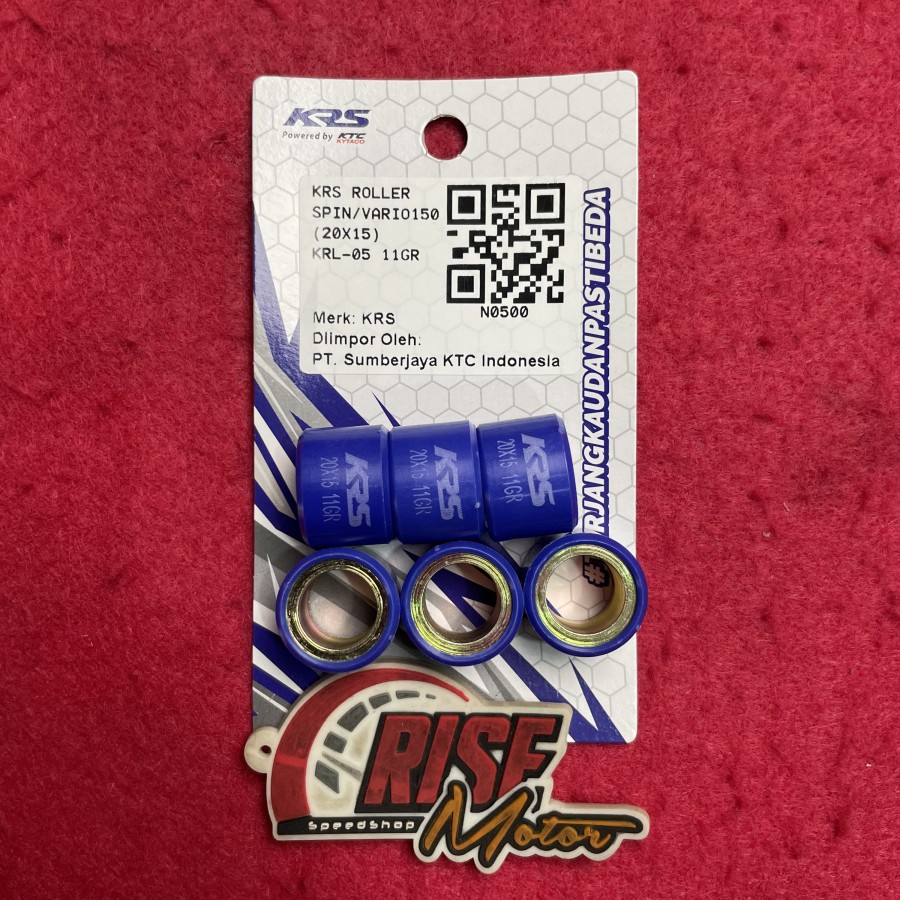 KRS
Powered by KTC
KYTACO
KRS ROLLER
SPIN/VARIO150
(20X15)
KRL-05 11GR
N0500
Merk: KRS
DIimpor Oleh:
PT. Sumberjaya KTC Indonesia
RJANGKAUDANPASTIBEDA
KRS
20X15 11GR
KRS
20X15 11GR
KRS
20X15 11GR
RISE
SpeedShop
Motor